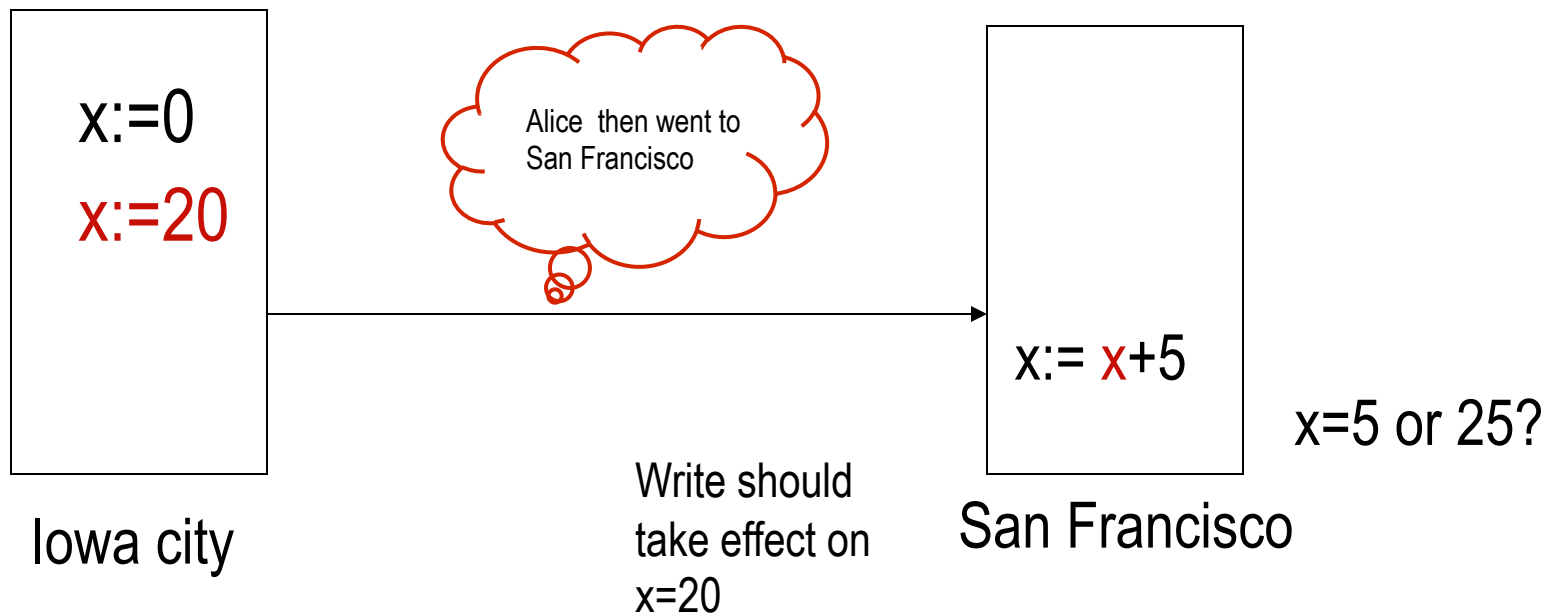 x:=0
x:=20
Iowa city
Alice then went to
San Francisco
Write should
take effect on
x=20
x:= x+5
San Francisco
x=5 or 25?